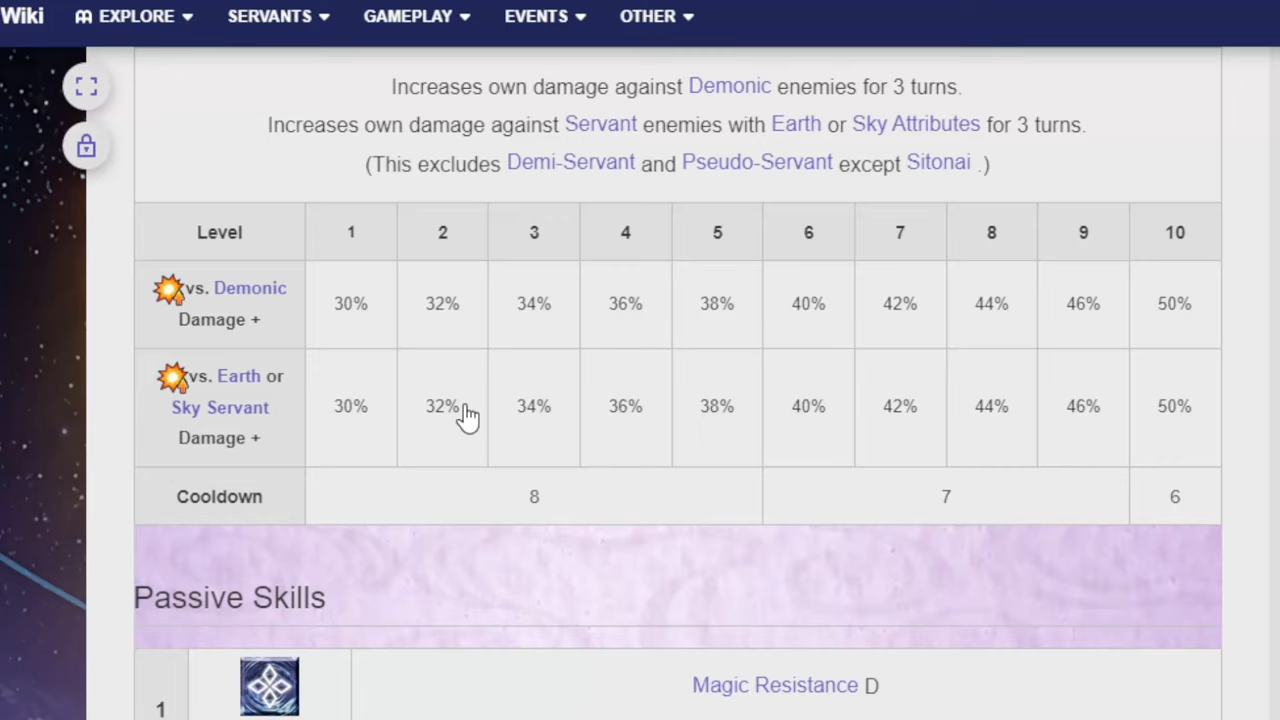 Wiki EXPLORE SERVANTS GAMEPLAY EVENTS OTHER
Increases own damage against Demonic enemies for 3 turns.
Increases own damage against Servant enemies with Earth or Sky Attributes for 3 turns.
(This excludes Demi-Servant and Pseudo-Servant except Sitonai .)
Level 1 2 3 4 5 6 7 8 9 10
vs. Demonic
Damage + 30% 32% 34% 36% 38% 40% 42% 44% 46% 50%
vs. Earth or
Sky Servant 30% 32% 34% 36% 38% 40% 42% 44% 46% 50%
Damage +
Cooldown 8 7 6
Passive Skills
1 Magic Resistance D